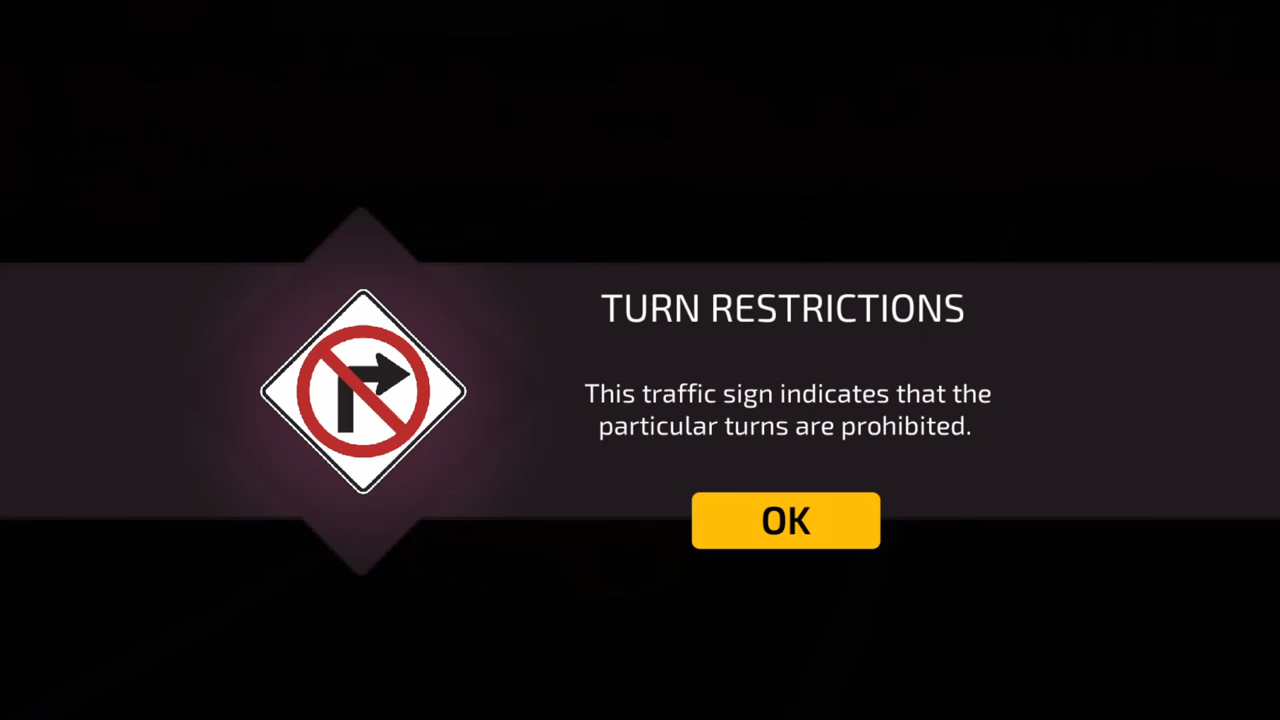 TURN RESTRICTIONS
This traffic sign indicates that the
particular turns are prohibited.
OK